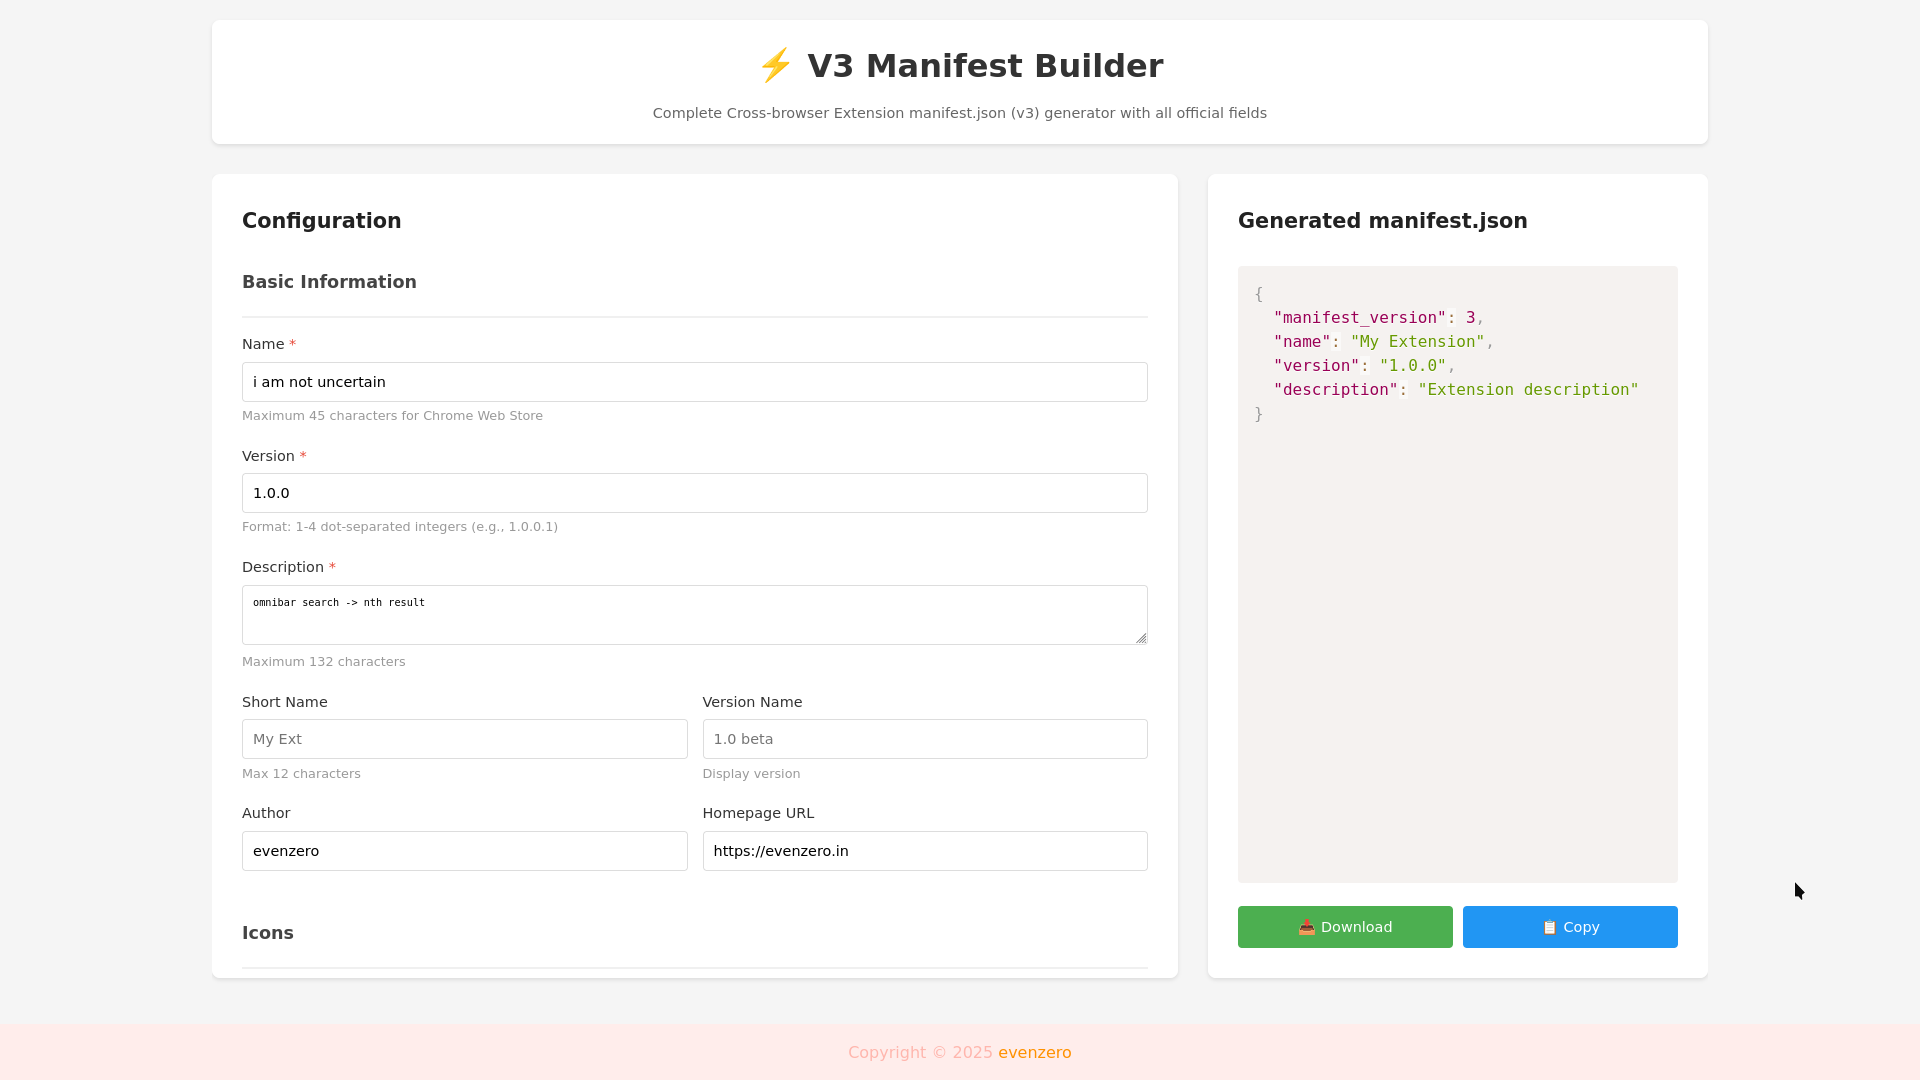 ⚡ V3 Manifest Builder
Complete Cross-browser Extension manifest.json (v3) generator with all official fields
Configuration
Basic Information
Name *
i am not uncertain
Maximum 45 characters for Chrome Web Store
Version *
1.0.0
Format: 1-4 dot-separated integers (e.g., 1.0.0.1)
Description *
omnibar search -> nth result
Maximum 132 characters
Short Name
My Ext
Max 12 characters
Version Name
1.0 beta
Display version
Author
evenzero
Homepage URL
https://evenzero.in
Icons
Generated manifest.json
{
  "manifest_version": 3,
  "name": "My Extension",
  "version": "1.0.0",
  "description": "Extension description"
}
📥 Download
📋 Copy
Copyright © 2025 evenzero